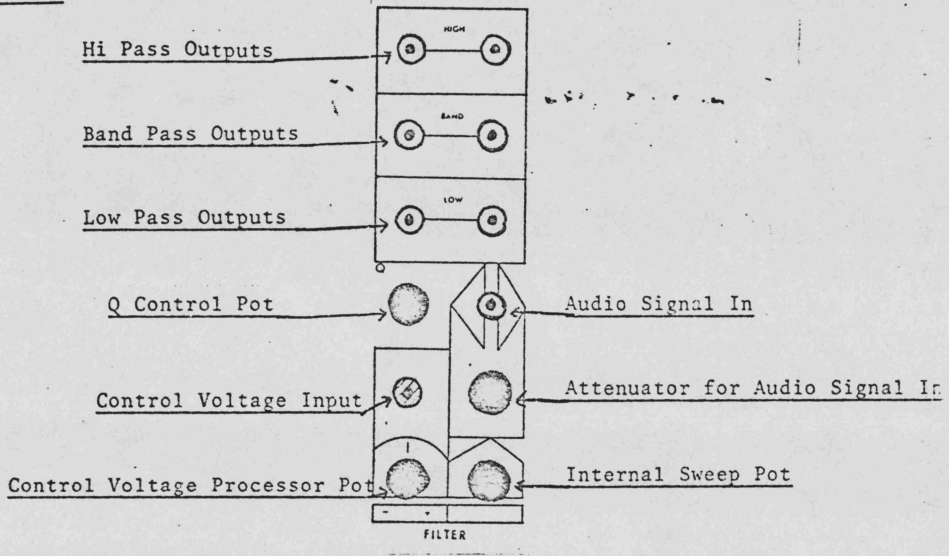 HIGH
Hi Pass Outputs
BAND
Band Pass Outputs
LOW
Low Pass Outputs
Q
Q Control Pot
Audio Signal In
Control Voltage Input
Attenuator for Audio Signal In
Control Voltage Processor Pot
Internal Sweep Pot
- +
FILTER